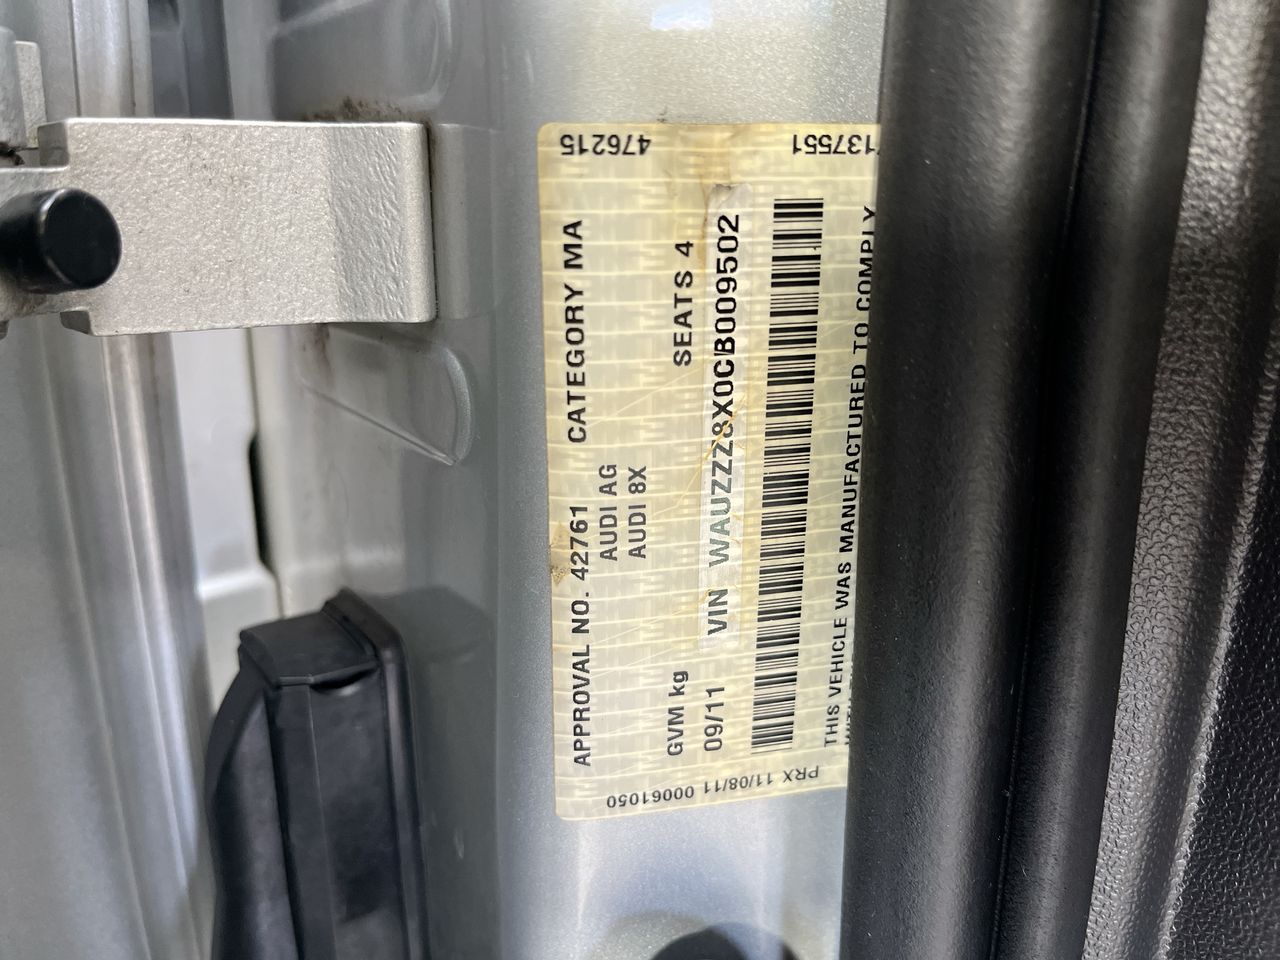 476215
137551
APPROVAL NO. 42761 CATEGORY MA
AUDI AG
AUDI 8X
GVM kg SEATS 4
09/11 VIN WAUZZZ8X0CB009502
THIS VEHICLE WAS MANUFACTURED TO COMPLY
PRX 11/08/11 00061050